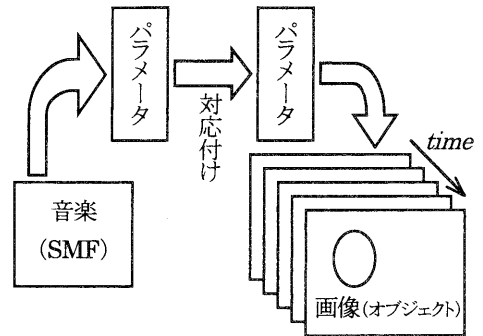 パラメータ
パラメータ
対応付け
time
音楽
(SMF)
画像(オブジェクト)